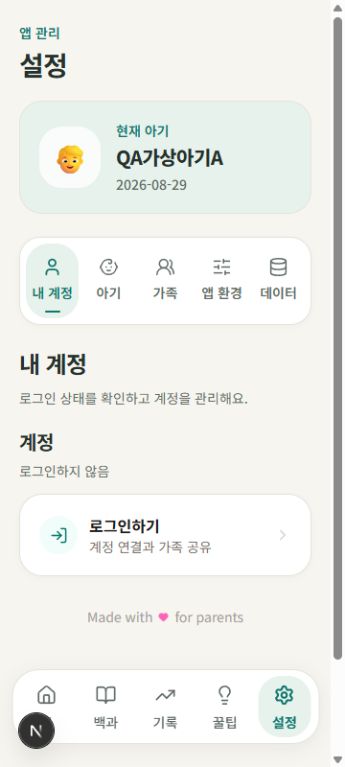 앱 관리
설정
현재 아기
QA가상아기A
2026-08-29
내 계정
아기
가족
앱 환경
데이터
내 계정
로그인 상태를 확인하고 계정을 관리해요.
계정
로그인하지 않음
로그인하기
계정 연결과 가족 공유
Made with for parents
N
백과
기록
꿀팁
설정